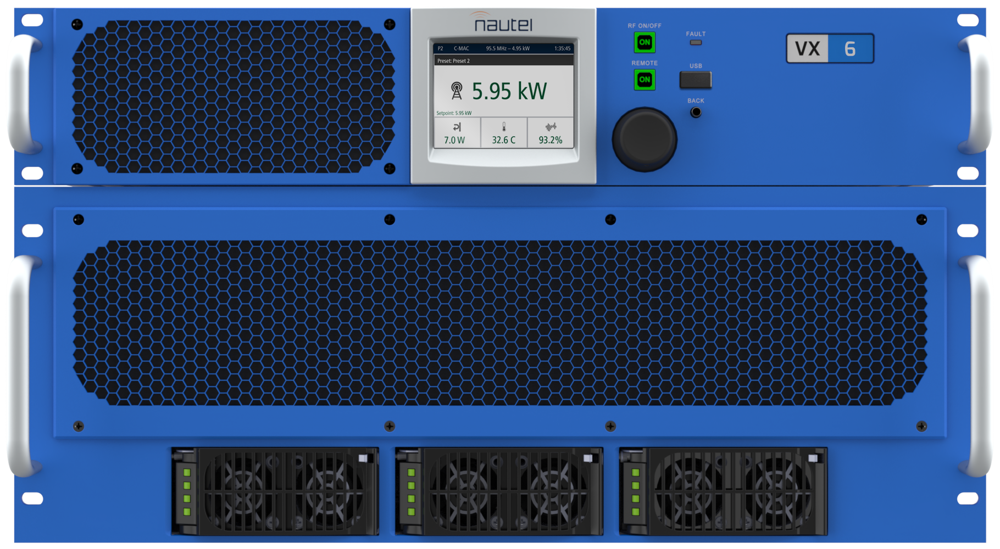 nautel
P2 C-MAC 95.5 MHz – 4.95 kW 1:35:45
Preset: Preset 2
5.95 kW
Setpoint: 5.95 kW
7.0 W 32.6 C 93.2%
RF ON/OFF
ON
FAULT
REMOTE
ON
USB
BACK
VX 6